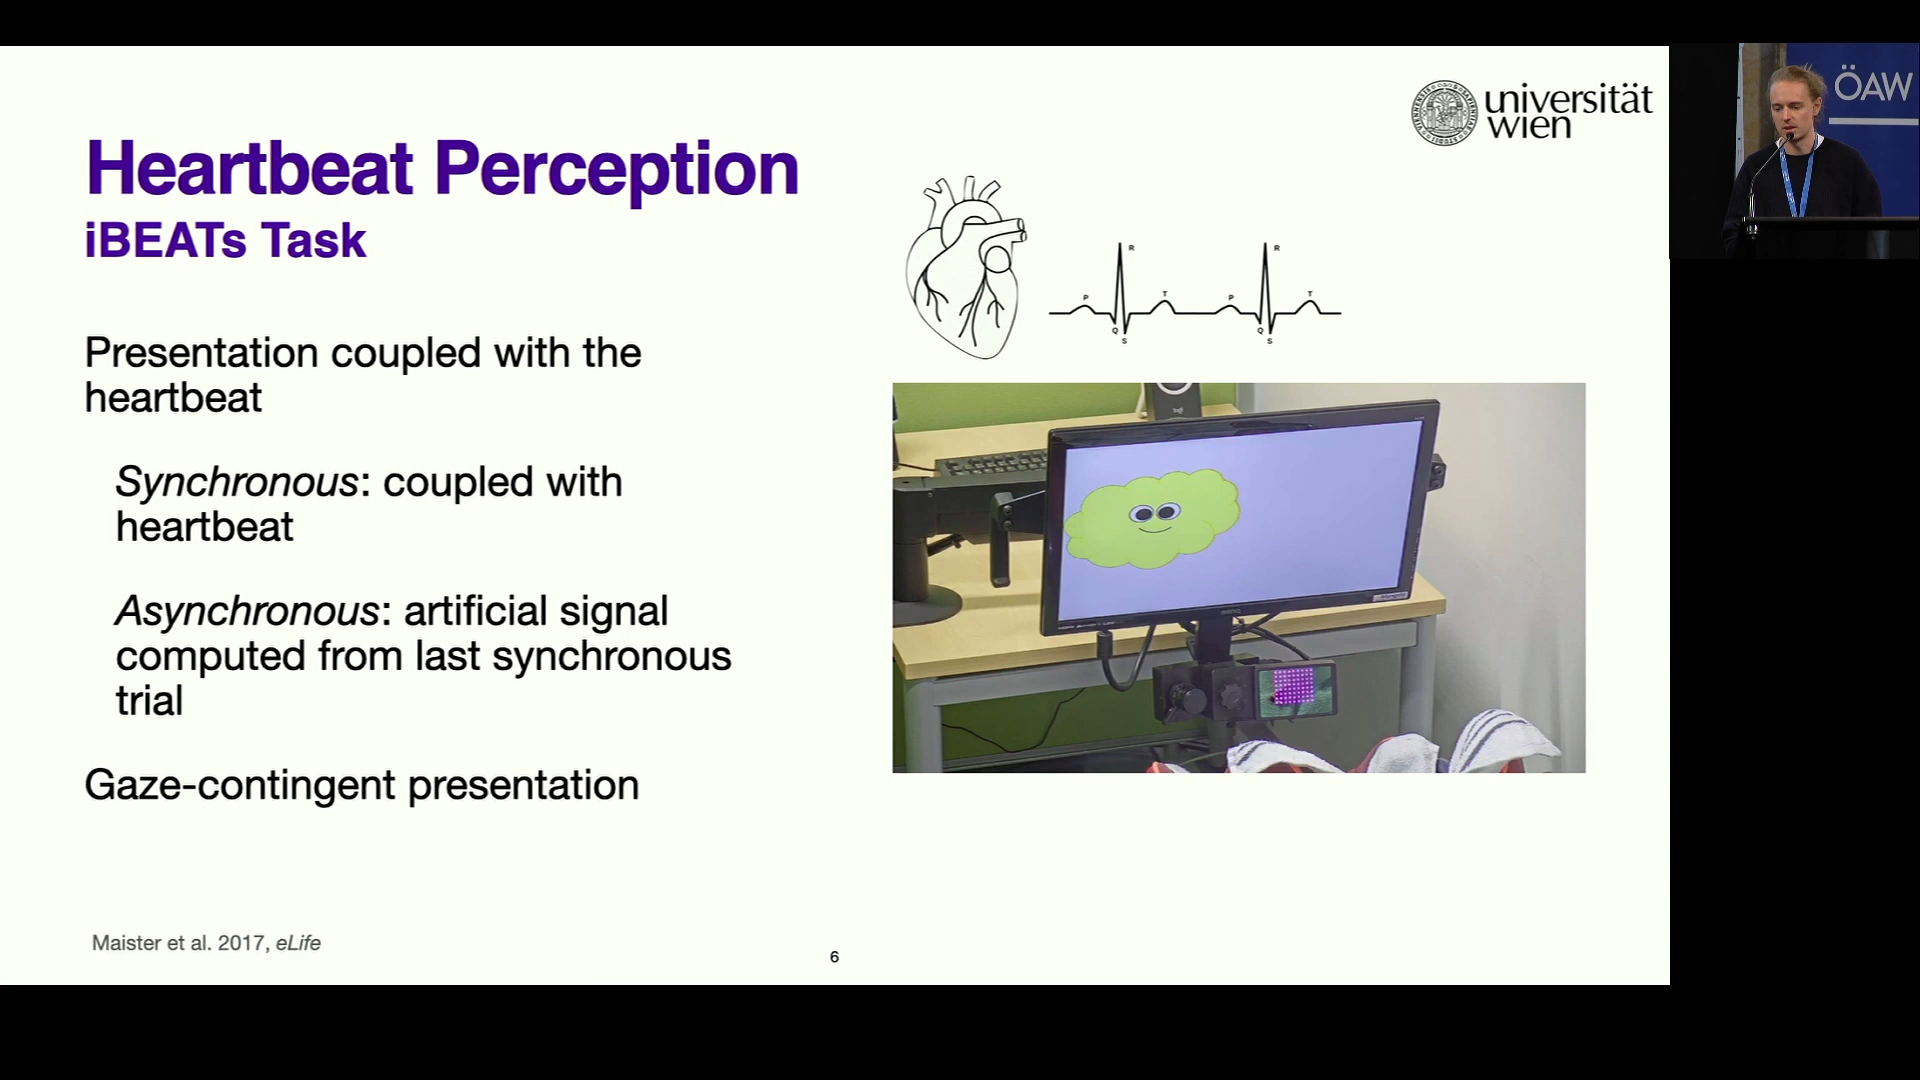 universität
wien
ÖAW
Heartbeat Perception
iBEATs Task
R
R
P
T
P
T
Q
S
Q
S
Presentation coupled with the
heartbeat
Synchronous: coupled with
heartbeat
Asynchronous: artificial signal
computed from last synchronous
trial
Gaze-contingent presentation
Maister et al. 2017, eLife
6